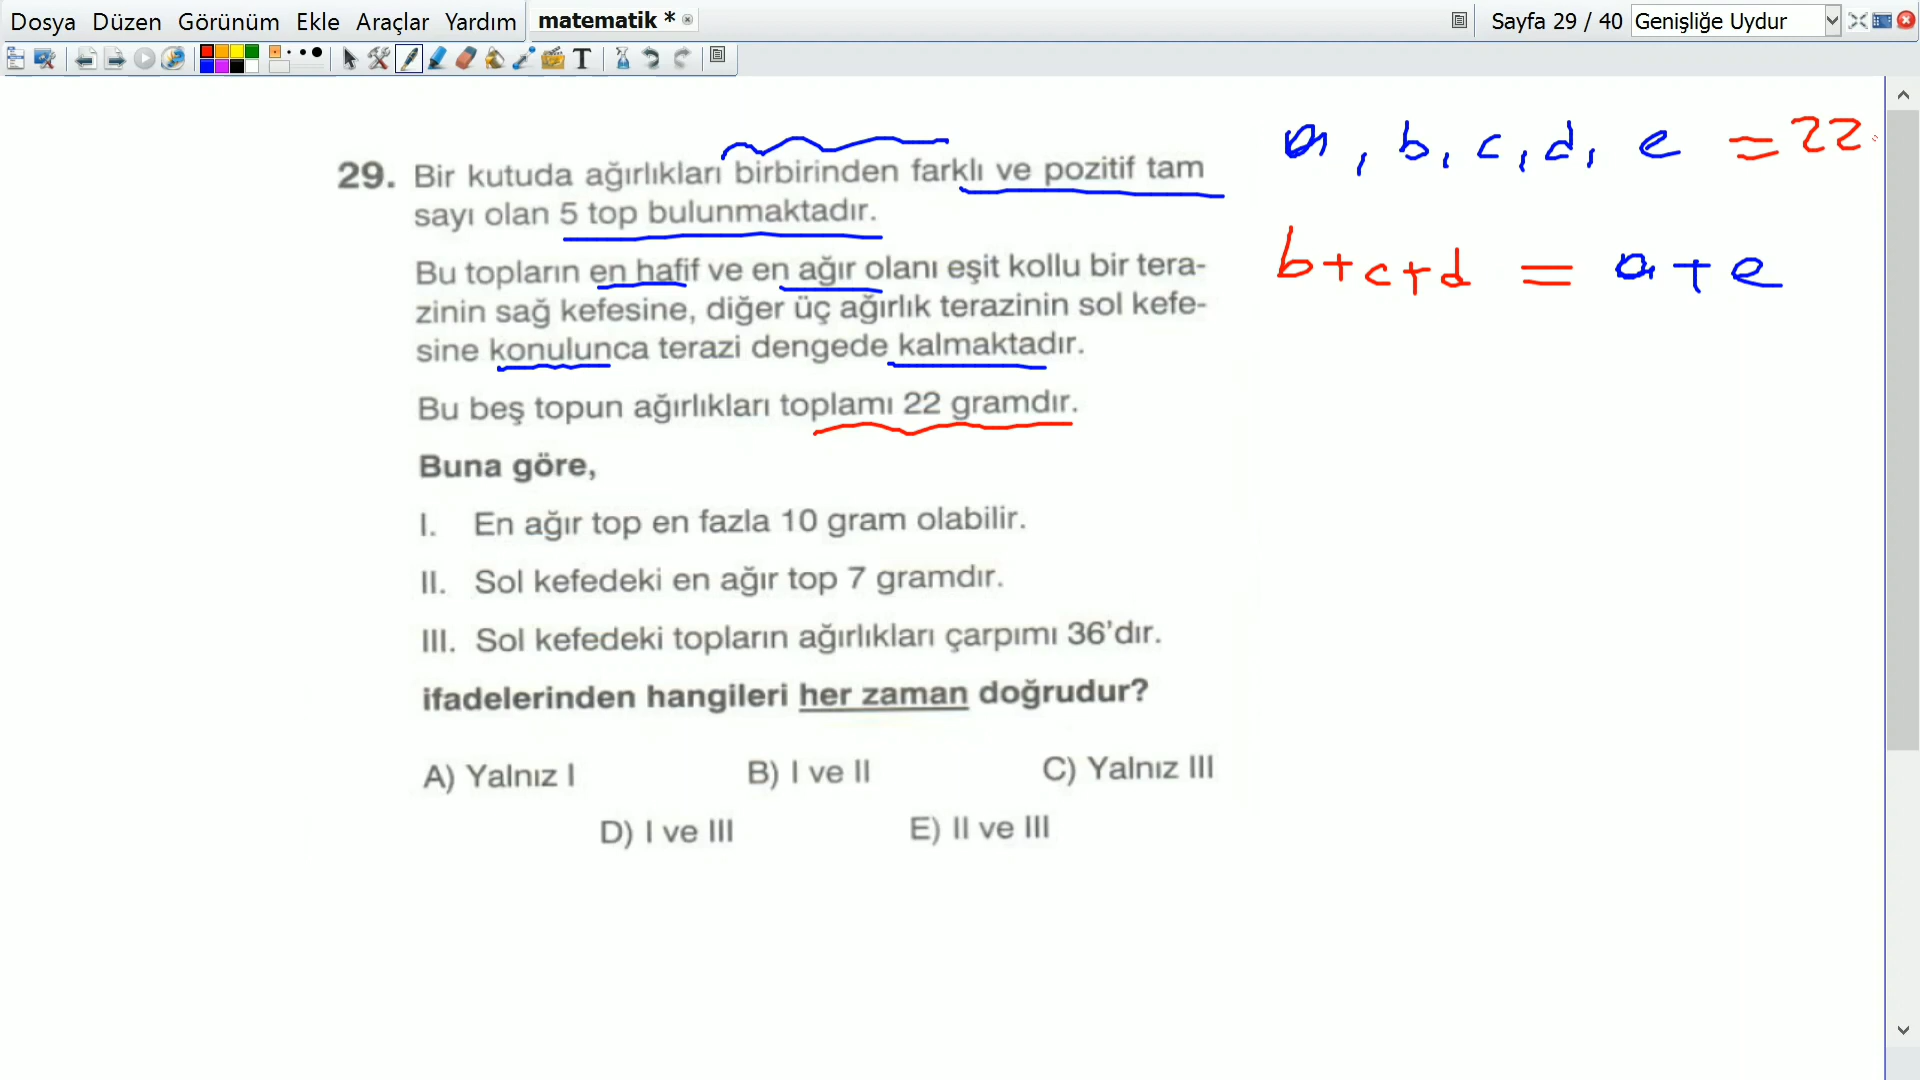 Dosya Düzen Görünüm Ekle Araçlar Yardım matematik * Sayfa 29 / 40 Genişliğe Uydur
a, b, c, d, e = 22
29. Bir kutuda ağırlıkları birbirinden farklı ve pozitif tam
sayı olan 5 top bulunmaktadır.
b+c+d = a+e
Bu topların en hafif ve en ağır olanı eşit kollu bir tera-
zinin sağ kefesine, diğer üç ağırlık terazinin sol kefe-
sine konulunca terazi dengede kalmaktadır.
Bu beş topun ağırlıkları toplamı 22 gramdır.
Buna göre,
I. En ağır top en fazla 10 gram olabilir.
II. Sol kefedeki en ağır top 7 gramdır.
III. Sol kefedeki topların ağırlıkları çarpımı 36'dır.
ifadelerinden hangileri her zaman doğrudur?
A) Yalnız I B) I ve II C) Yalnız III
D) I ve III E) II ve III